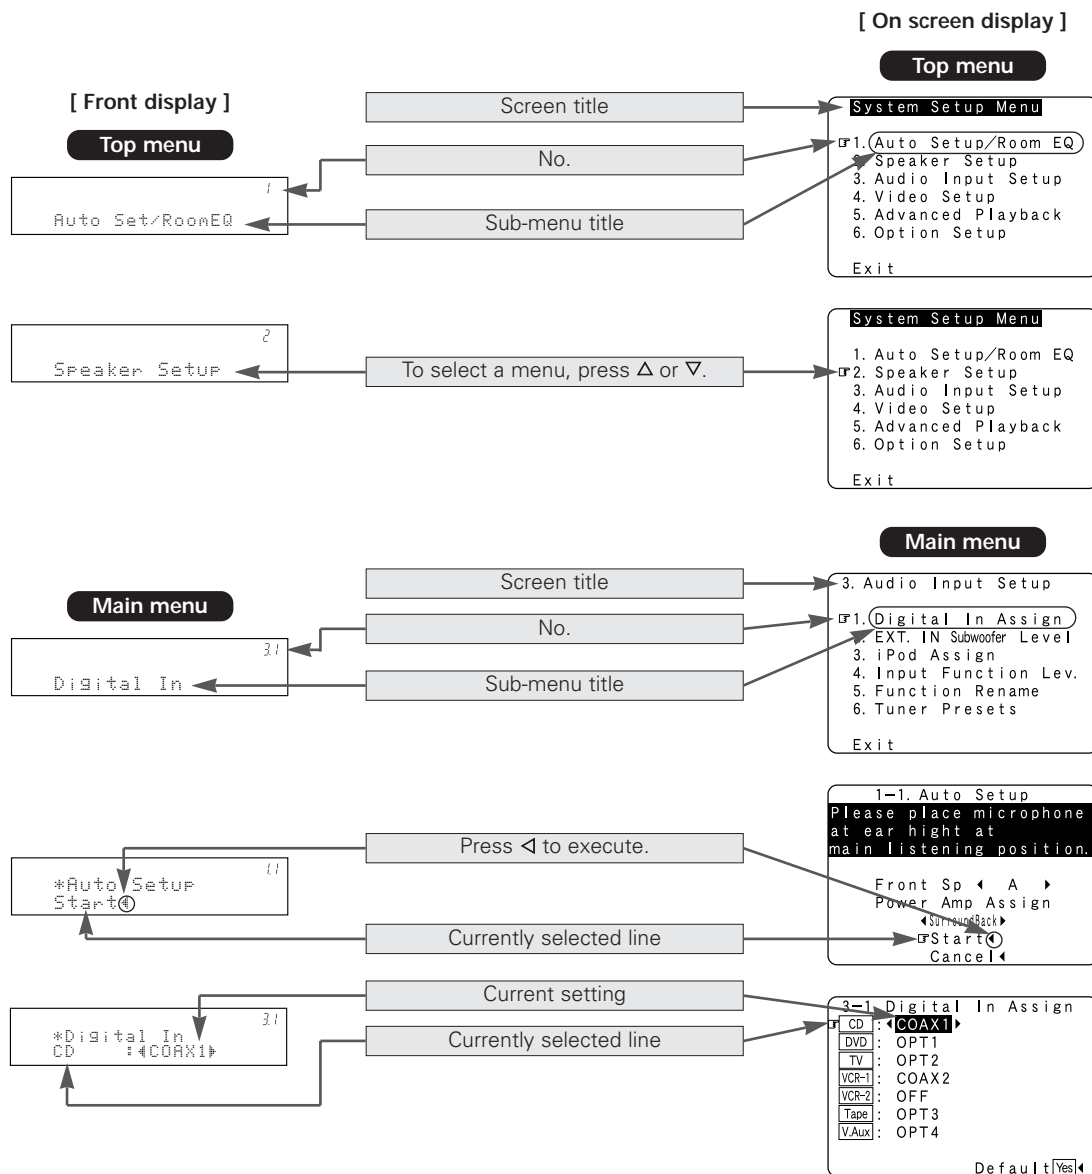 [ On screen display ]
Top menu
[ Front display ]
Top menu
Screen title
System Setup Menu
No.
1
☞1. Auto Setup/Room EQ
2. Speaker Setup
3. Audio Input Setup
4. Video Setup
5. Advanced Playback
6. Option Setup
Exit
Auto Set/RoomEQ
Sub-menu title
2
Speaker Setup
To select a menu, press △ or ▽.
System Setup Menu
1. Auto Setup/Room EQ
☞2. Speaker Setup
3. Audio Input Setup
4. Video Setup
5. Advanced Playback
6. Option Setup
Exit
Main menu
Main menu
Screen title
3. Audio Input Setup
No.
3.1
☞1. Digital In Assign
2. EXT. IN Subwoofer Level
3. iPod Assign
4. Input Function Lev.
5. Function Rename
6. Tuner Presets
Exit
Digital In
Sub-menu title
1-1. Auto Setup
Please place microphone
at ear hight at
main listening position.
Front Sp ◀ A ▶
Power Amp Assign
◀SurroundBack▶
☞Start◀
Cancel◀
Press ◁ to execute.
1.1
*Auto Setup
Start◀
Currently selected line
Current setting
3.1
*Digital In
CD :◀COAX1▶
Currently selected line
3-1 Digital In Assign
☞CD : ◀COAX1▶
DVD : OPT1
TV : OPT2
VCR-1 : COAX2
VCR-2 : OFF
Tape : OPT3
V.Aux : OPT4
Default Yes◀